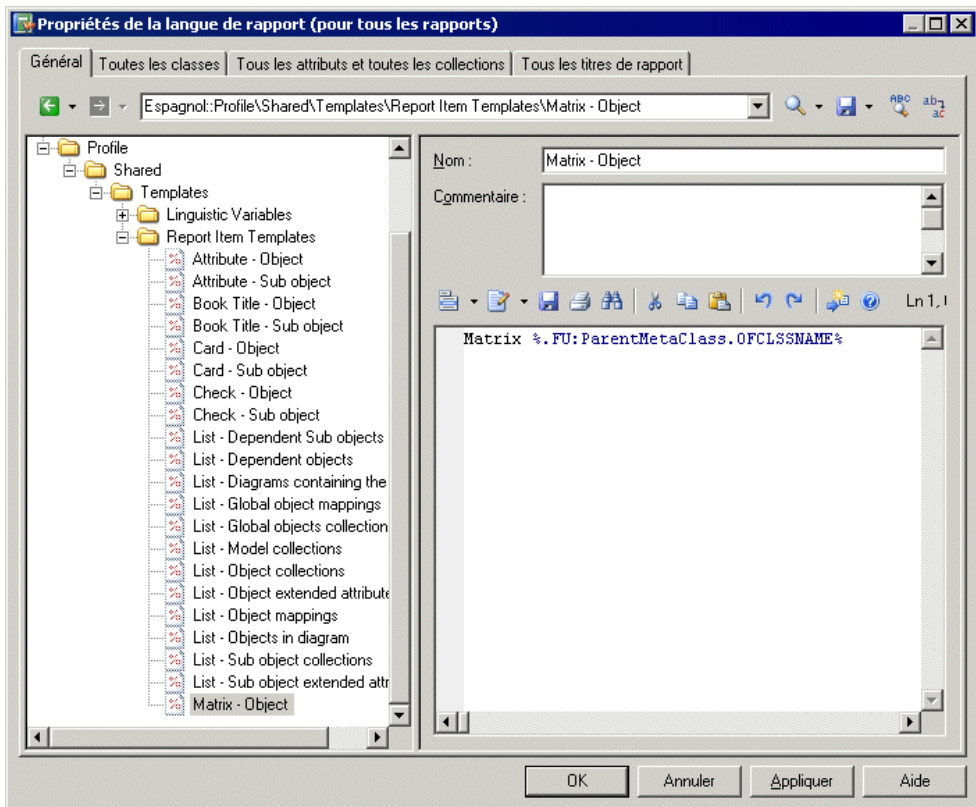 Propriétés de la langue de rapport (pour tous les rapports)
Général
Toutes les classes
Tous les attributs et toutes les collections
Tous les titres de rapport
Espagnol::Profile\Shared\Templates\Report Item Templates\Matrix - Object
ABC
ab
ac
Profile
Shared
Templates
Linguistic Variables
Report Item Templates
Attribute - Object
Attribute - Sub object
Book Title - Object
Book Title - Sub object
Card - Object
Card - Sub object
Check - Object
Check - Sub object
List - Dependent Sub objects
List - Dependent objects
List - Diagrams containing the
List - Global object mappings
List - Global objects collection
List - Model collections
List - Object collections
List - Object extended attribute
List - Object mappings
List - Objects in diagram
List - Sub object collections
List - Sub object extended attr
Matrix - Object
Nom :
Matrix - Object
Commentaire :
Ln 1,
Matrix %.FU:ParentMetaClass.OFCLSSNAME%
OK
Annuler
Appliquer
Aide